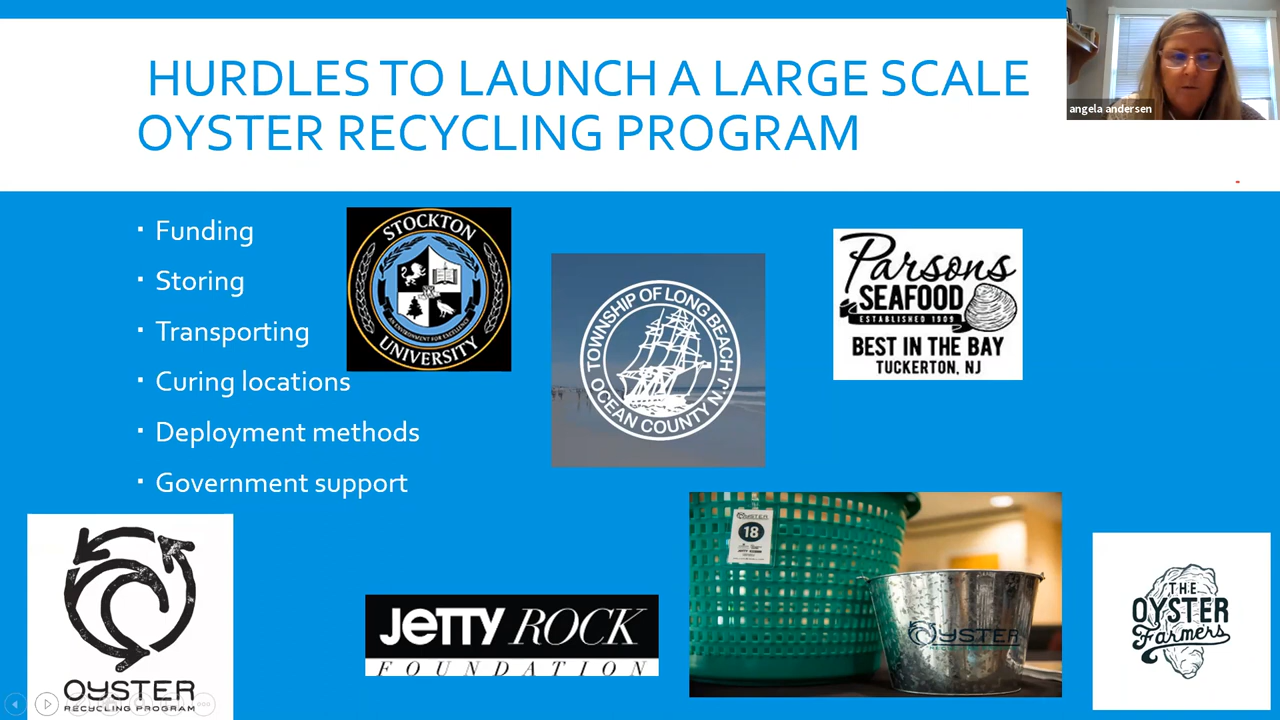 HURDLES TO LAUNCH A LARGE SCALE
OYSTER RECYCLING PROGRAM
angela andersen
Funding
Storing
Transporting
Curing locations
Deployment methods
Government support
STOCKTON
UNIVERSITY
TOWNSHIP OF LONG BEACH
OCEAN COUNTY N.J.
Parsons
SEAFOOD
ESTABLISHED 1909
BEST IN THE BAY
TUCKERTON, NJ
OYSTER
RECYCLING PROGRAM
JETTY ROCK
FOUNDATION
OYSTER
18
OYSTER
THE
OYSTER
Farmers